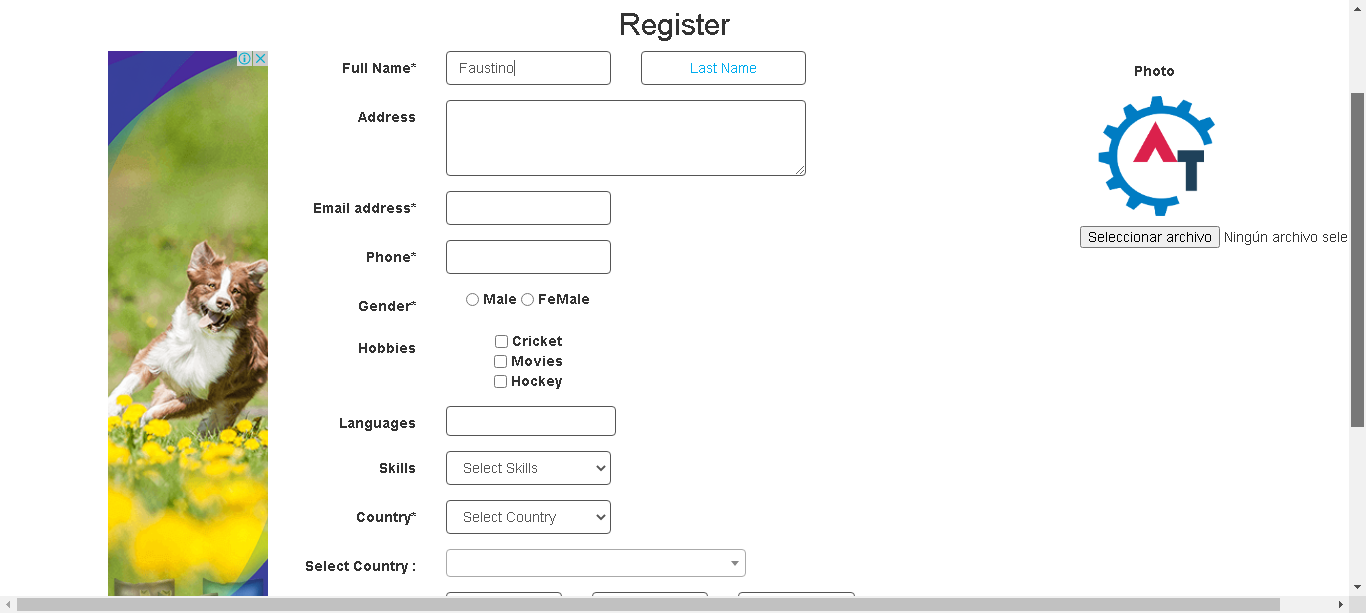 Register
Full Name* Faustino Last Name
Photo
Address
AT
Email address*
Phone*
Seleccionar archivo Ningún archivo sele
Gender* Male FeMale
Hobbies Cricket
Movies
Hockey
Languages
Skills Select Skills
Country* Select Country
Select Country :